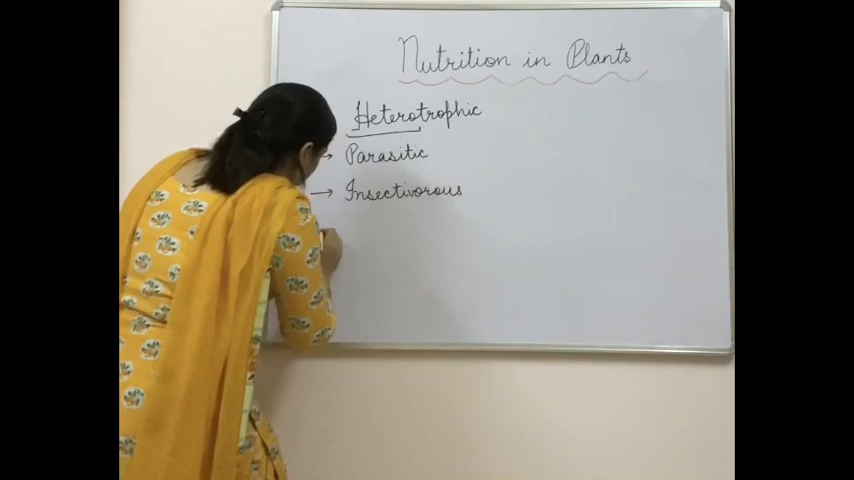 Nutrition in Plants
Heterotrophic
→ Parasitic
→ Insectivorous